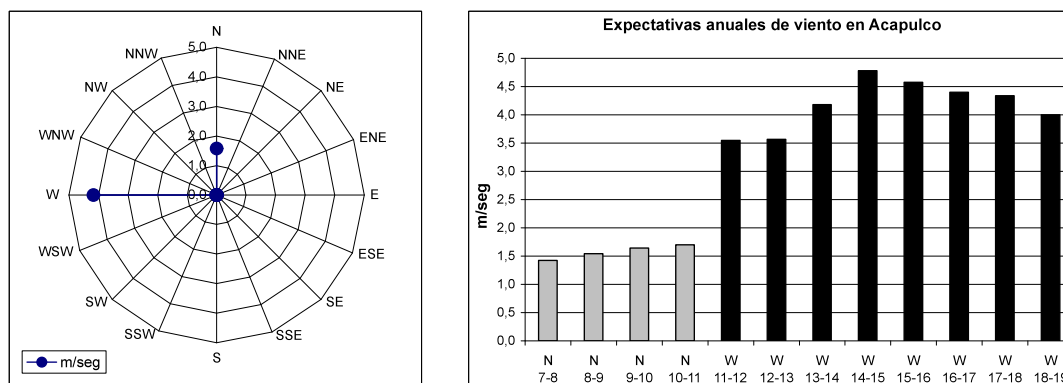 N
NNE
NE
ENE
E
ESE
SE
SSE
S
SSW
SW
WSW
W
WNW
NW
NNW
5,0
4,0
3,0
2,0
1,0
0,0
m/seg
Expectativas anuales de viento en Acapulco
m/seg
5,0
4,5
4,0
3,5
3,0
2,5
2,0
1,5
1,0
0,5
0,0
N N N N W W W W W W W W
7-8 8-9 9-10 10-11 11-12 12-13 13-14 14-15 15-16 16-17 17-18 18-19